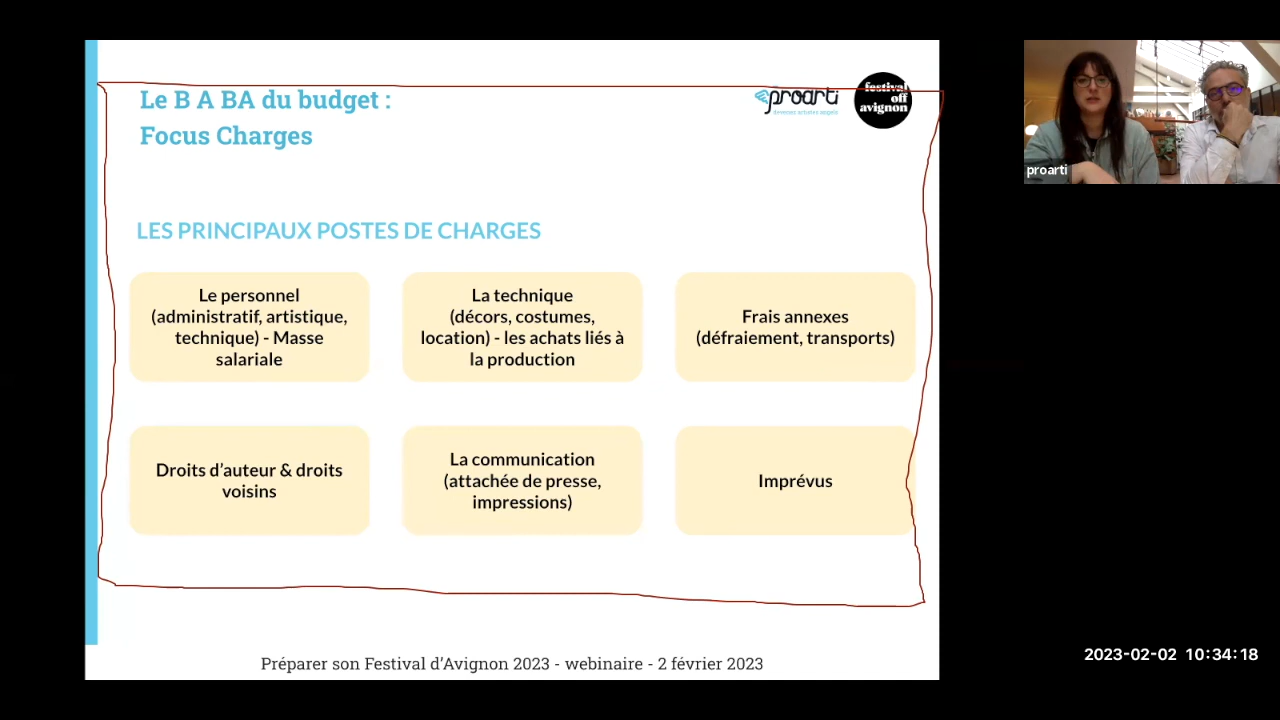 Le B A BA du budget :
Focus Charges
proarti
festival
off
avignon
LES PRINCIPAUX POSTES DE CHARGES
Le personnel
(administratif, artistique,
technique) - Masse
salariale
La technique
(décors, costumes,
location) - les achats liés à
la production
Frais annexes
(défraiement, transports)
Droits d’auteur & droits
voisins
La communication
(attachée de presse,
impressions)
Imprévus
Préparer son Festival d’Avignon 2023 - webinaire - 2 février 2023
proarti
2023-02-02 10:34:18